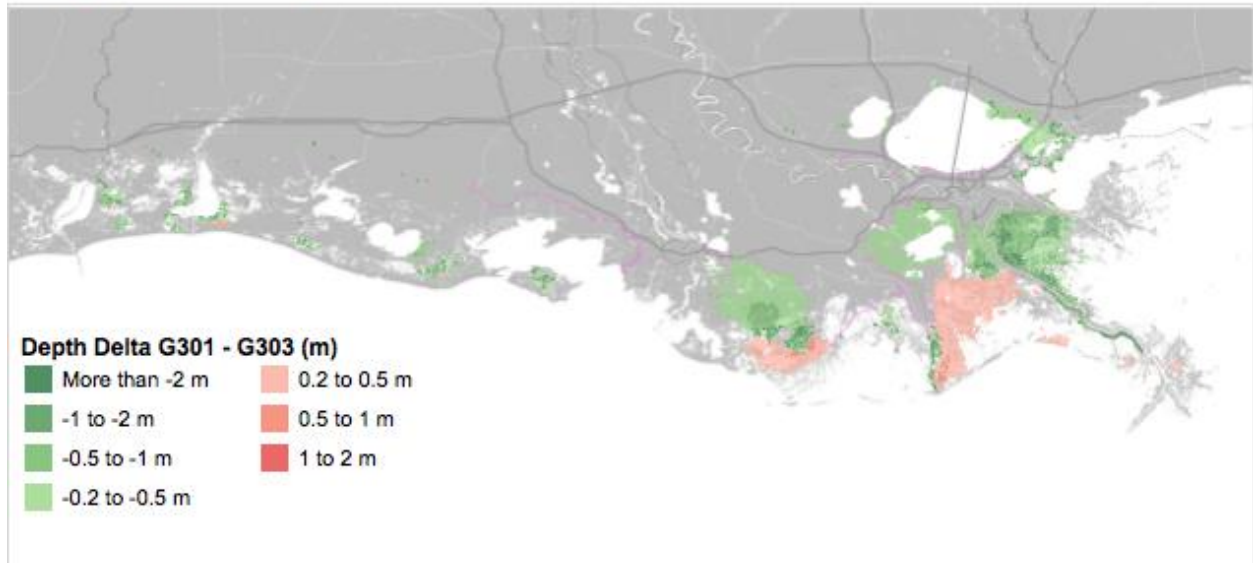 Depth Delta G301 - G303 (m)
More than -2 m
0.2 to 0.5 m
-1 to -2 m
0.5 to 1 m
-0.5 to -1 m
1 to 2 m
-0.2 to -0.5 m